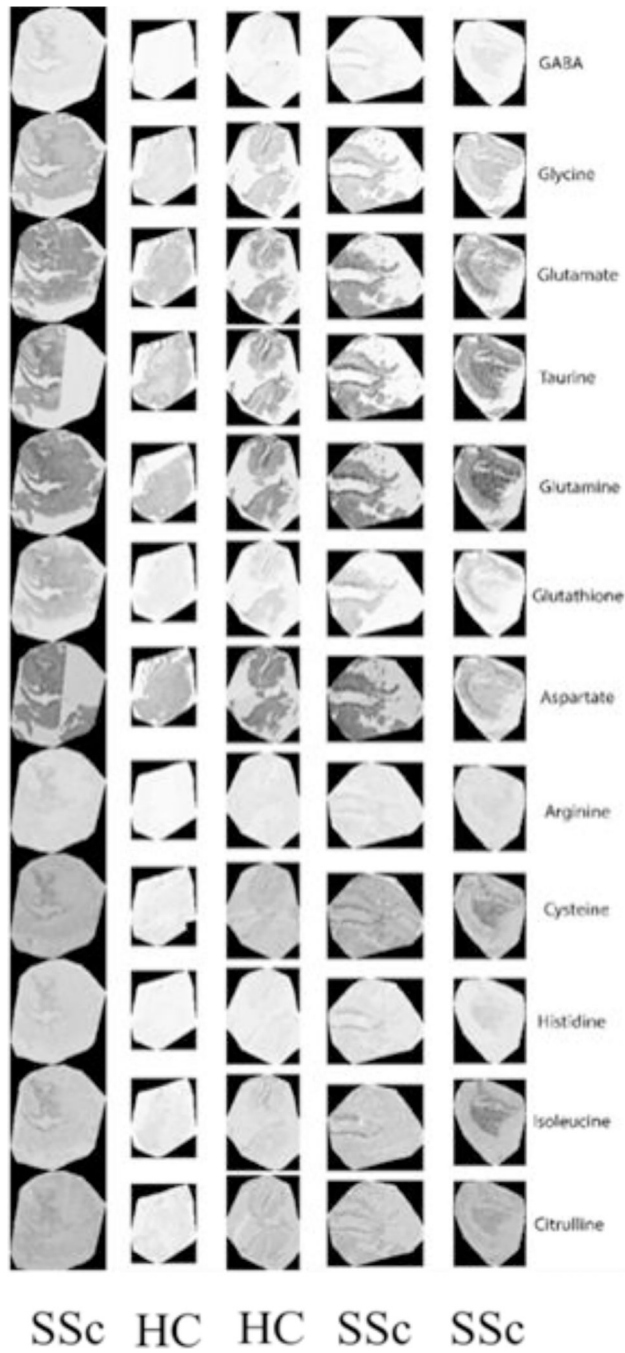 GABA
Glycine
Glutamate
Taurine
Glutamine
Glutathione
Aspartate
Arginine
Cysteine
Histidine
Isoleucine
Citrulline
SSc HC HC SSc SSc